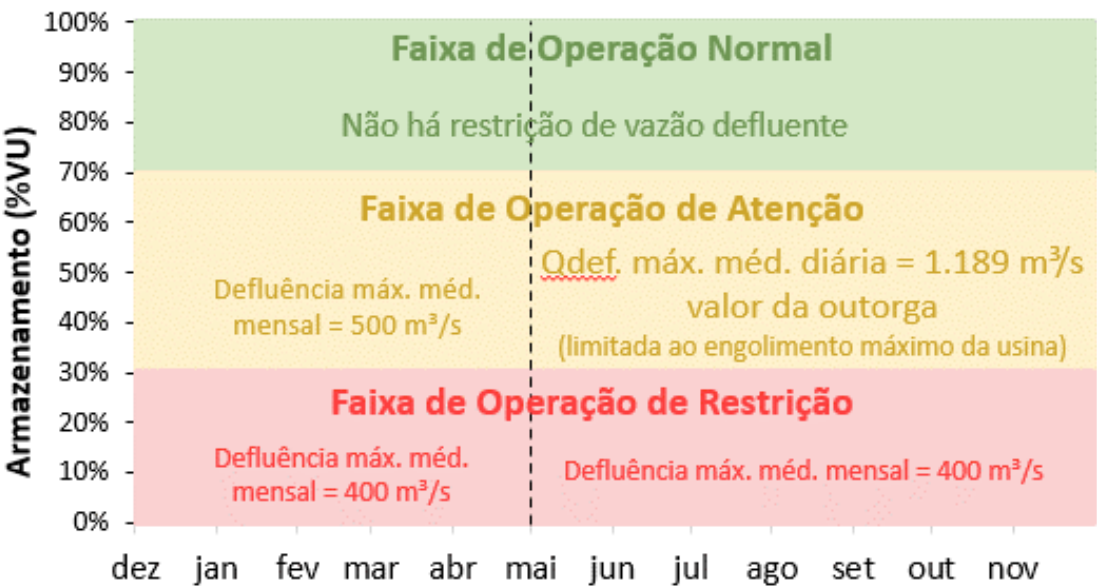 Armazenamento (%VU)
100%
90%
80%
70%
60%
50%
40%
30%
20%
10%
0%
Faixa de Operação Normal
Não há restrição de vazão defluente
Faixa de Operação de Atenção
Defluência máx. méd.
mensal = 500 m³/s
Qdef. máx. méd. diária = 1.189 m³/s
valor da outorga
(limitada ao engolimento máximo da usina)
Faixa de Operação de Restrição
Defluência máx. méd.
mensal = 400 m³/s
Defluência máx. méd. mensal = 400 m³/s
dez jan fev mar abr mai jun jul ago set out nov